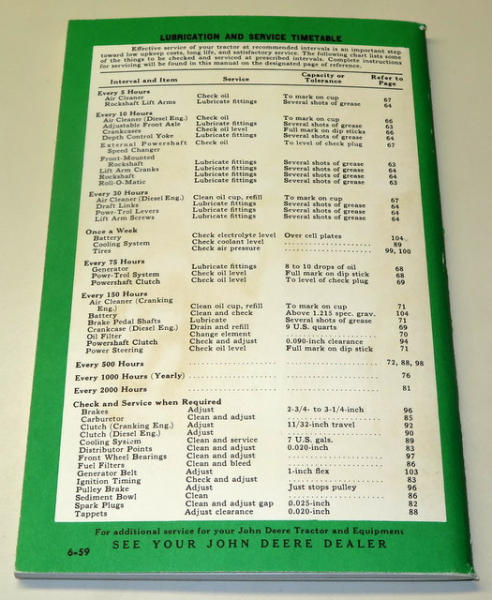 LUBRICATION AND SERVICE TIMETABLE
Effective service of your tractor at recommended intervals is an important step
toward low upkeep costs, long life, and satisfactory service. The following chart lists some
of the things to be checked and serviced at prescribed intervals. Complete instructions
for servicing will be found in this manual on the designated page of reference.
Interval and Item Service Capacity or Tolerance Refer to Page
Every 5 Hours
Air Cleaner Check oil To mark on cup 67
Rockshaft Lift Arms Lubricate fittings Several shots of grease 64
Every 10 Hours
Air Cleaner (Diesel Eng.) Check oil To mark on cup 66
Adjustable Front Axle Lubricate fittings Several shots of grease 63
Crankcases Check oil level Full mark on dip sticks 66
Depth Control Yoke Lubricate fittings Several shots of grease 64
External Powershaft Check oil To level of check plug 67
Speed Changer
Front-Mounted
Rockshaft Lubricate fittings Several shots of grease 63
Lift Arm Cranks Lubricate fittings Several shots of grease 64
Rockshaft Lubricate fittings Several shots of grease 64
Roll-O-Matic Lubricate fittings Several shots of grease 63
Every 30 Hours
Air Cleaner (Diesel Eng.) Clean oil cup, refill To mark on cup 67
Draft Links Lubricate fittings Several shots of grease 64
Powr-Trol Levers Lubricate fittings Several shots of grease 64
Lift Arm Screws Lubricate fittings Several shots of grease 64
Once a Week
Battery Check electrolyte level Over cell plates 104
Cooling System Check coolant level 89
Tires Check air pressure 99, 100
Every 75 Hours
Generator Lubricate fittings 8 to 10 drops of oil 68
Powr-Trol System Check oil level Full mark on dip stick 68
Powershaft Clutch Check oil level To level of check plug 69
Every 150 Hours
Air Cleaner (Cranking
Eng.) Clean oil cup, refill To mark on cup 71
Battery Clean and check Above 1.215 spec. grav. 104
Brake Pedal Shafts Lubricate Several shots of grease 71
Crankcase (Diesel Eng.) Drain and refill 9 U.S. quarts 69
Oil Filter Change element 70
Powershaft Clutch Check and adjust 0.090-inch clearance 94
Power Steering Check oil level Full mark on dip stick 71
Every 500 Hours 72, 88, 98
Every 1000 Hours (Yearly) 76
Every 2000 Hours 81
Check and Service when Required
Brakes Adjust 2-3/4- to 3-1/4-inch 96
Carburetor Clean and adjust 85
Clutch (Cranking Eng.) Adjust 11/32-inch travel 92
Clutch (Diesel Eng.) Adjust 90
Cooling System Clean and service 7 U.S. gals. 89
Distributor Points Clean and adjust 0.020-inch 83
Front Wheel Bearings Clean and adjust 97
Fuel Filters Clean and bleed 86
Generator Belt Adjust 1-inch flex 103
Ignition Timing Check and adjust 83
Pulley Brake Adjust Just stops pulley 96
Sediment Bowl Clean 86
Spark Plugs Clean and adjust gap 0.025-inch 82
Tappets Adjust clearance 0.020-inch 88
For additional service for your John Deere Tractor and Equipment
6-59 SEE YOUR JOHN DEERE DEALER